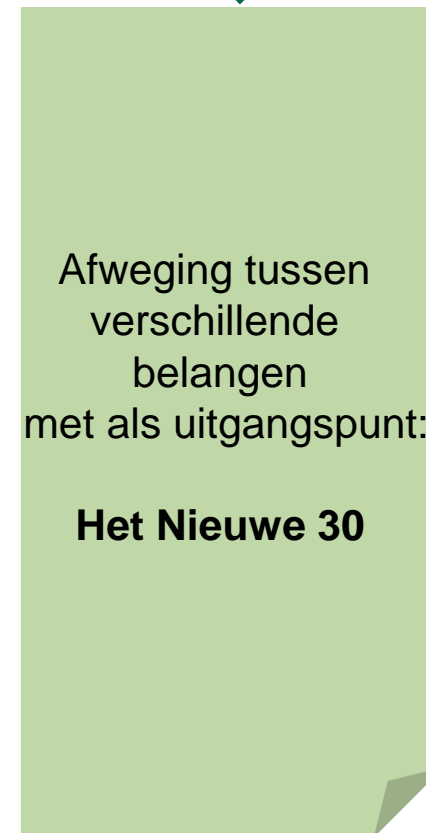 Afweging tussen
verschillende
belangen
met als uitgangspunt:
Het Nieuwe 30